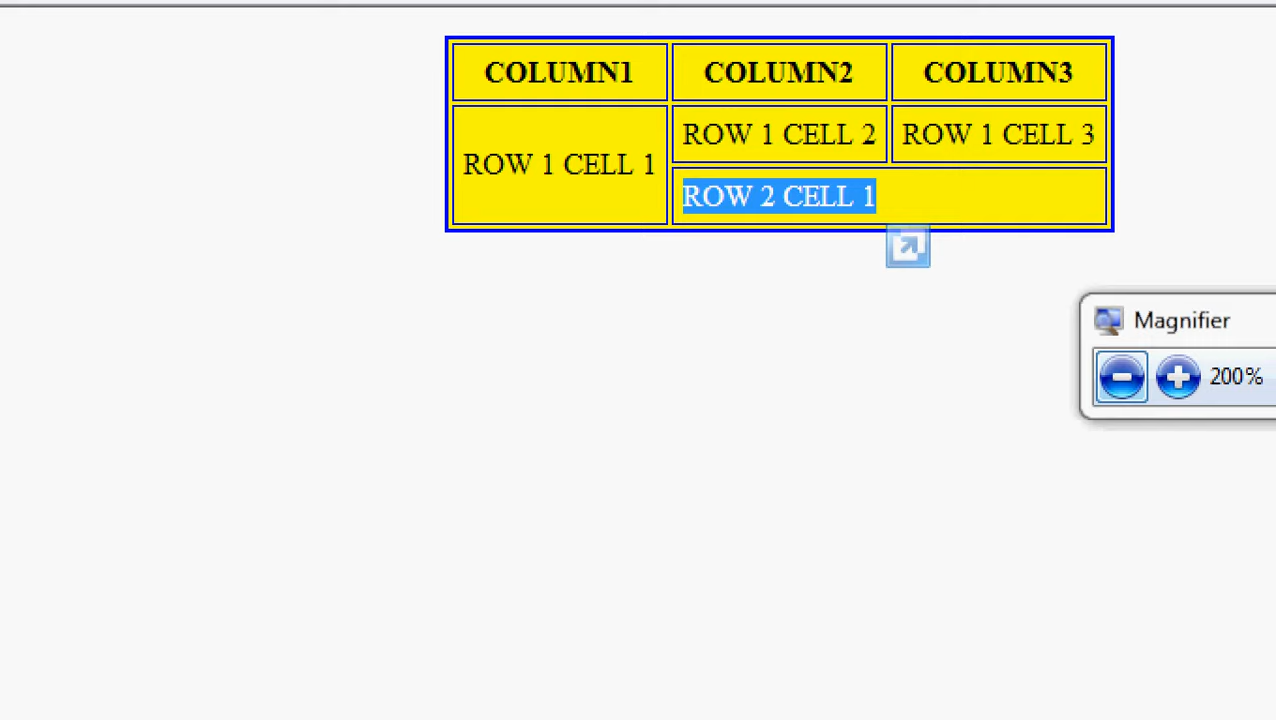 COLUMN1 COLUMN2 COLUMN3
ROW 1 CELL 1 ROW 1 CELL 2 ROW 1 CELL 3
ROW 2 CELL 1
Magnifier
200%